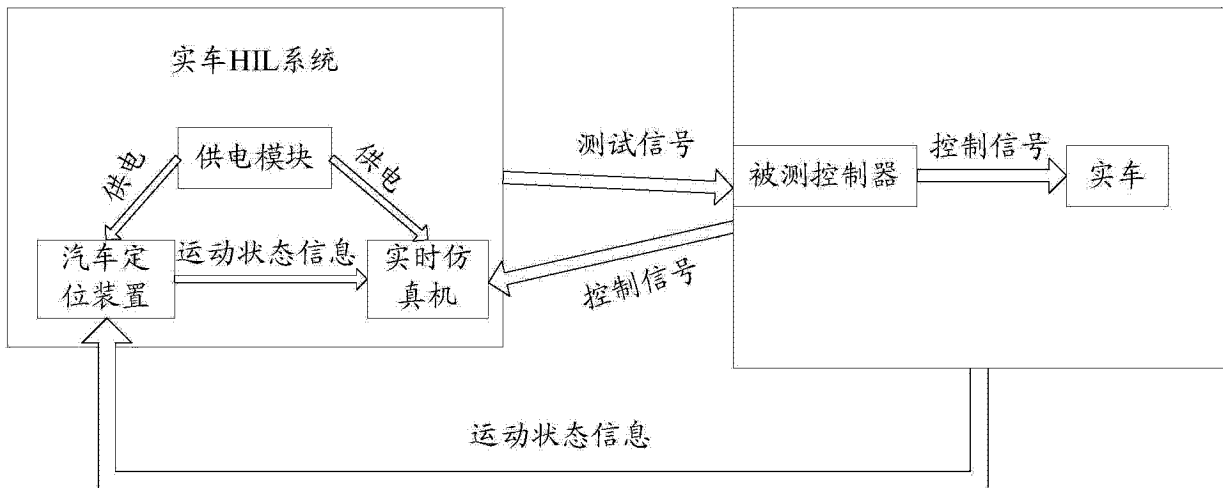 实车HIL系统
供电模块
供电
供电
汽车定
位装置
运动状态信息
实时仿
真机
测试信号
控制信号
被测控制器
控制信号
实车
运动状态信息